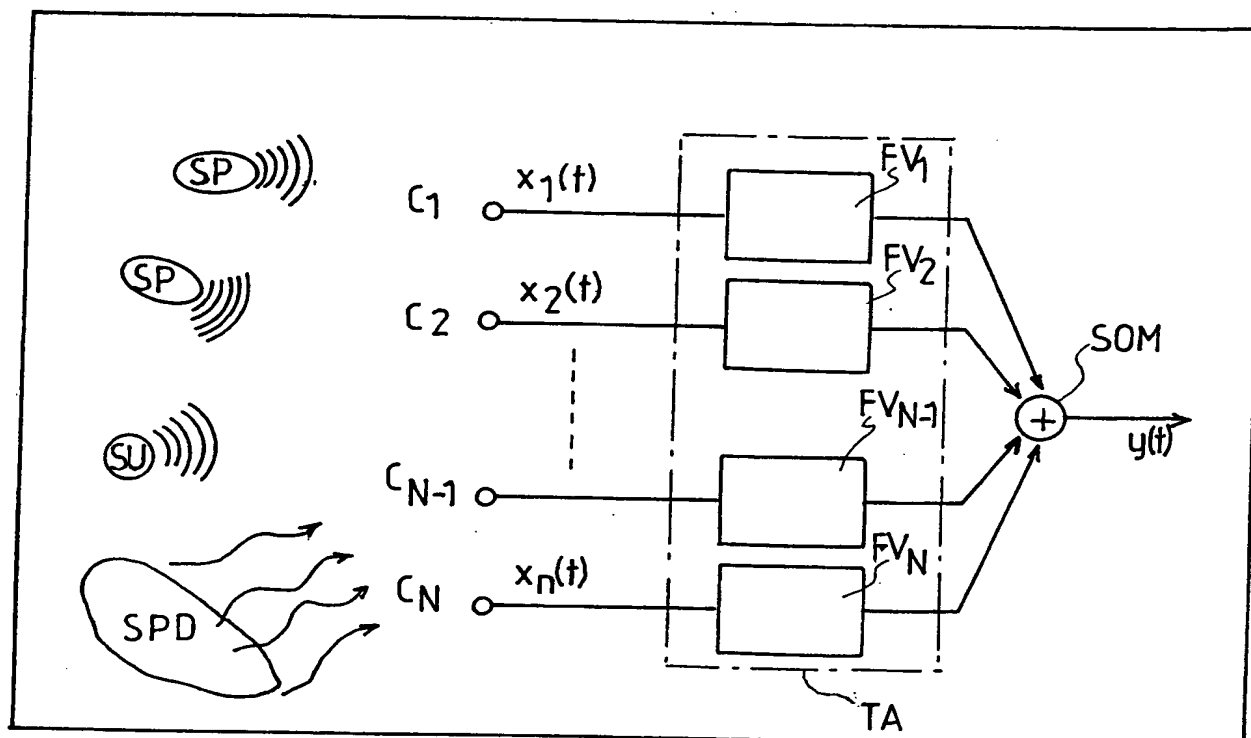 SP
C1
x1(t)
FV1
SP
C2
x2(t)
FV2
SOM
y(t)
SU
CN-1
FVN-1
SPD
CN
xn(t)
FVN
TA
+